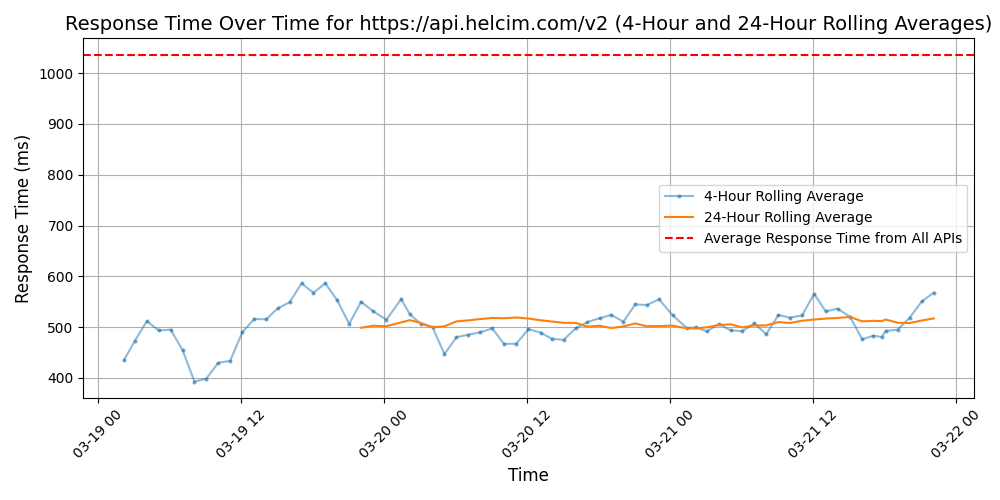 Response Time Over Time for https://api.helcim.com/v2 (4-Hour and 24-Hour Rolling Averages)
Response Time (ms)
1000
900
800
700
600
500
400
4-Hour Rolling Average
24-Hour Rolling Average
Average Response Time from All APIs
03-19 00
03-19 12
03-20 00
03-20 12
03-21 00
03-21 12
03-22 00
Time